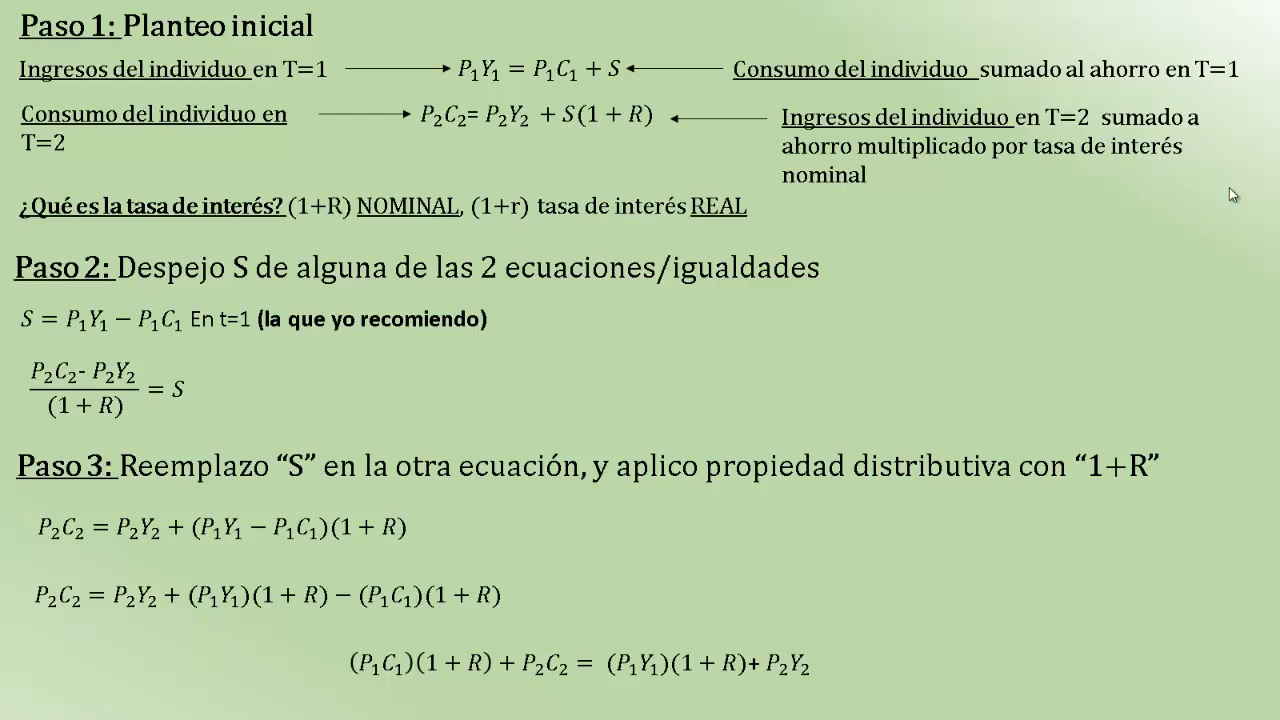 Paso 1: Planteo inicial
Ingresos del individuo en T=1
P₁Y₁ = P₁C₁ + S
Consumo del individuo sumado al ahorro en T=1
Consumo del individuo en
T=2
P₂C₂= P₂Y₂ + S(1 + R)
Ingresos del individuo en T=2 sumado a
ahorro multiplicado por tasa de interés
nominal
¿Qué es la tasa de interés? (1+R) NOMINAL, (1+r) tasa de interés REAL
Paso 2: Despejo S de alguna de las 2 ecuaciones/igualdades
S = P₁Y₁ − P₁C₁ En t=1 (la que yo recomiendo)
P₂C₂- P₂Y₂
(1 + R)
= S
Paso 3: Reemplazo “S” en la otra ecuación, y aplico propiedad distributiva con “1+R”
P₂C₂ = P₂Y₂ + (P₁Y₁ − P₁C₁)(1 + R)
P₂C₂ = P₂Y₂ + (P₁Y₁)(1 + R) − (P₁C₁)(1 + R)
(P₁C₁)(1 + R) + P₂C₂ = (P₁Y₁)(1 + R)+ P₂Y₂